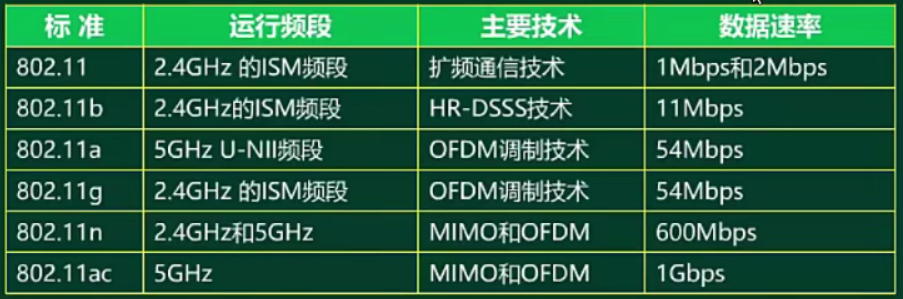 标 准 运行频段 主要技术 数据速率
802.11 2.4GHz 的ISM频段 扩频通信技术 1Mbps和2Mbps
802.11b 2.4GHz的ISM频段 HR-DSSS技术 11Mbps
802.11a 5GHz U-NII频段 OFDM调制技术 54Mbps
802.11g 2.4GHz 的ISM频段 OFDM调制技术 54Mbps
802.11n 2.4GHz和5GHz MIMO和OFDM 600Mbps
802.11ac 5GHz MIMO和OFDM 1Gbps